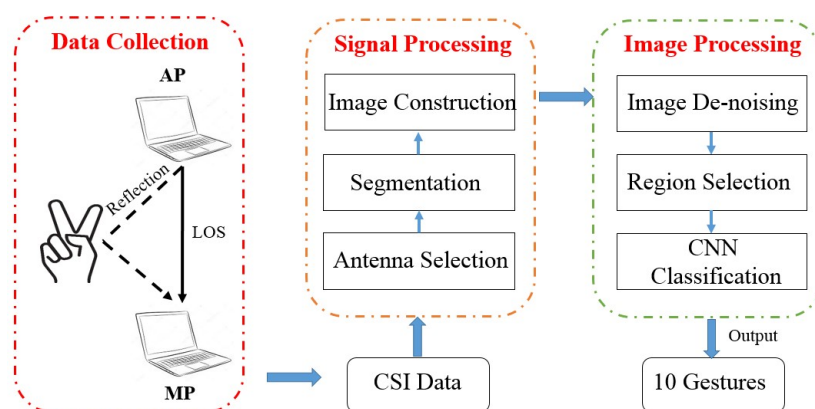 Data Collection
AP
Reflection
LOS
MP
CSI Data
Signal Processing
Image Construction
Segmentation
Antenna Selection
Image Processing
Image De-noising
Region Selection
CNN
Classification
Output
10 Gestures